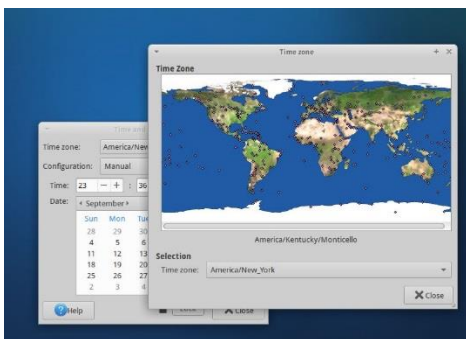 Time zone
Time Zone
America/Kentucky/Monticello
Selection
Time zone: America/New_York
Close
Time and
Time zone: America/New
Configuration: Manual
Time: 23 - + : 36
Date: September
Sun Mon Tue
28 29 30
4 5 6
11 12 13
18 19 20
25 26 27
2 3 4
Help
Close